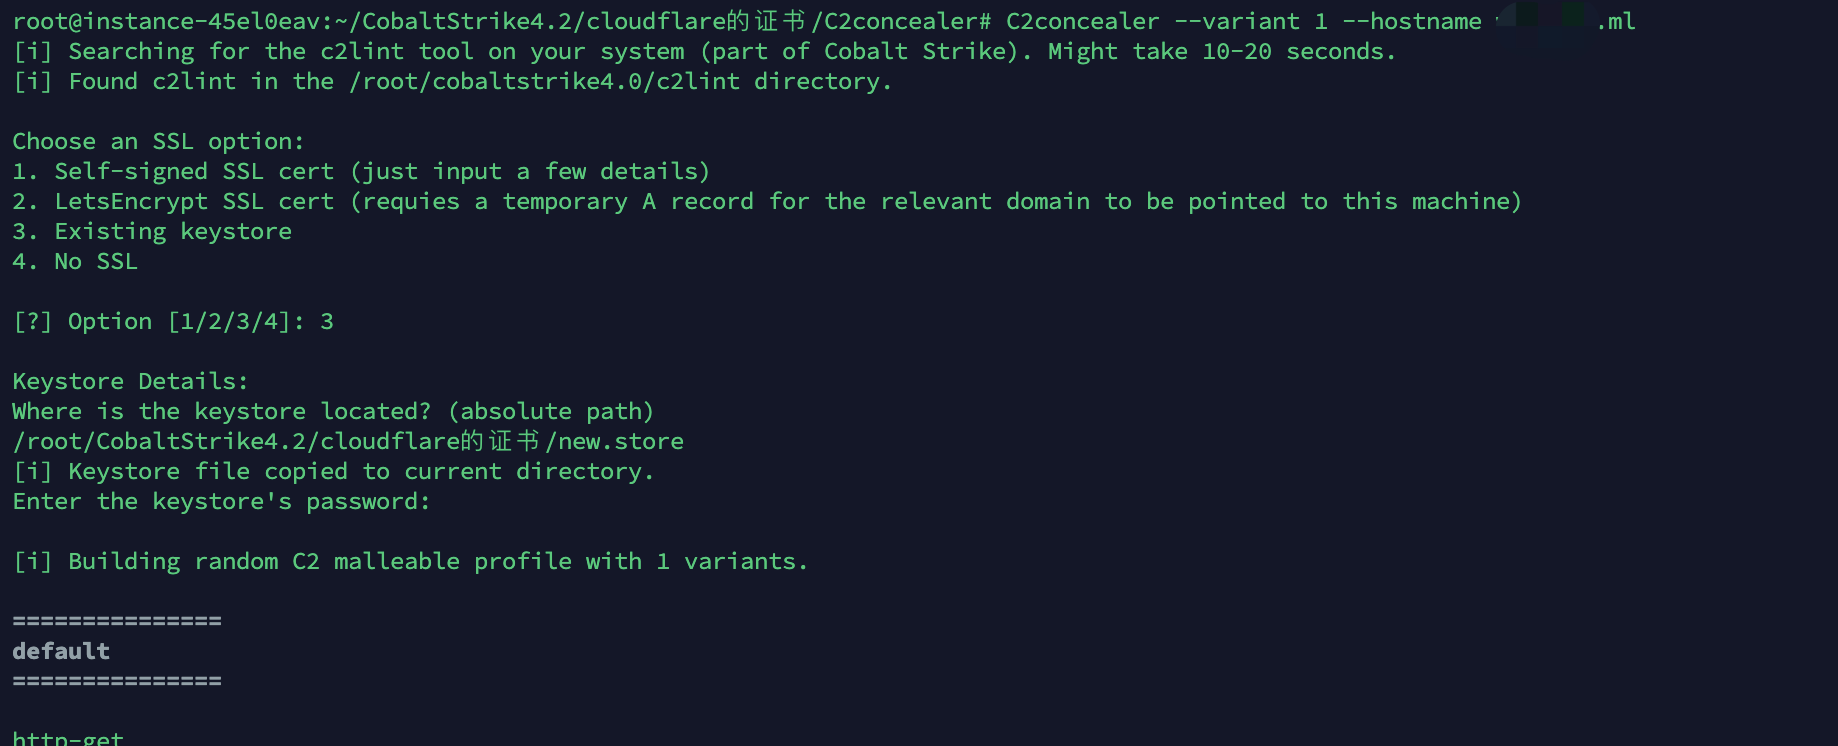 root@instance-45el0eav:~/CobaltStrike4.2/cloudflare的证书/C2concealer# C2concealer --variant 1 --hostname .ml
[i] Searching for the c2lint tool on your system (part of Cobalt Strike). Might take 10-20 seconds.
[i] Found c2lint in the /root/cobaltstrike4.0/c2lint directory.
Choose an SSL option:
1. Self-signed SSL cert (just input a few details)
2. LetsEncrypt SSL cert (requies a temporary A record for the relevant domain to be pointed to this machine)
3. Existing keystore
4. No SSL
[?] Option [1/2/3/4]: 3
Keystore Details:
Where is the keystore located? (absolute path)
/root/CobaltStrike4.2/cloudflare的证书/new.store
[i] Keystore file copied to current directory.
Enter the keystore's password:
[i] Building random C2 malleable profile with 1 variants.
===============
default
===============
http-get